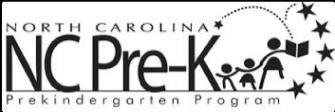 NORTH CAROLINA
NC Pre-K
Prekindergarten Program